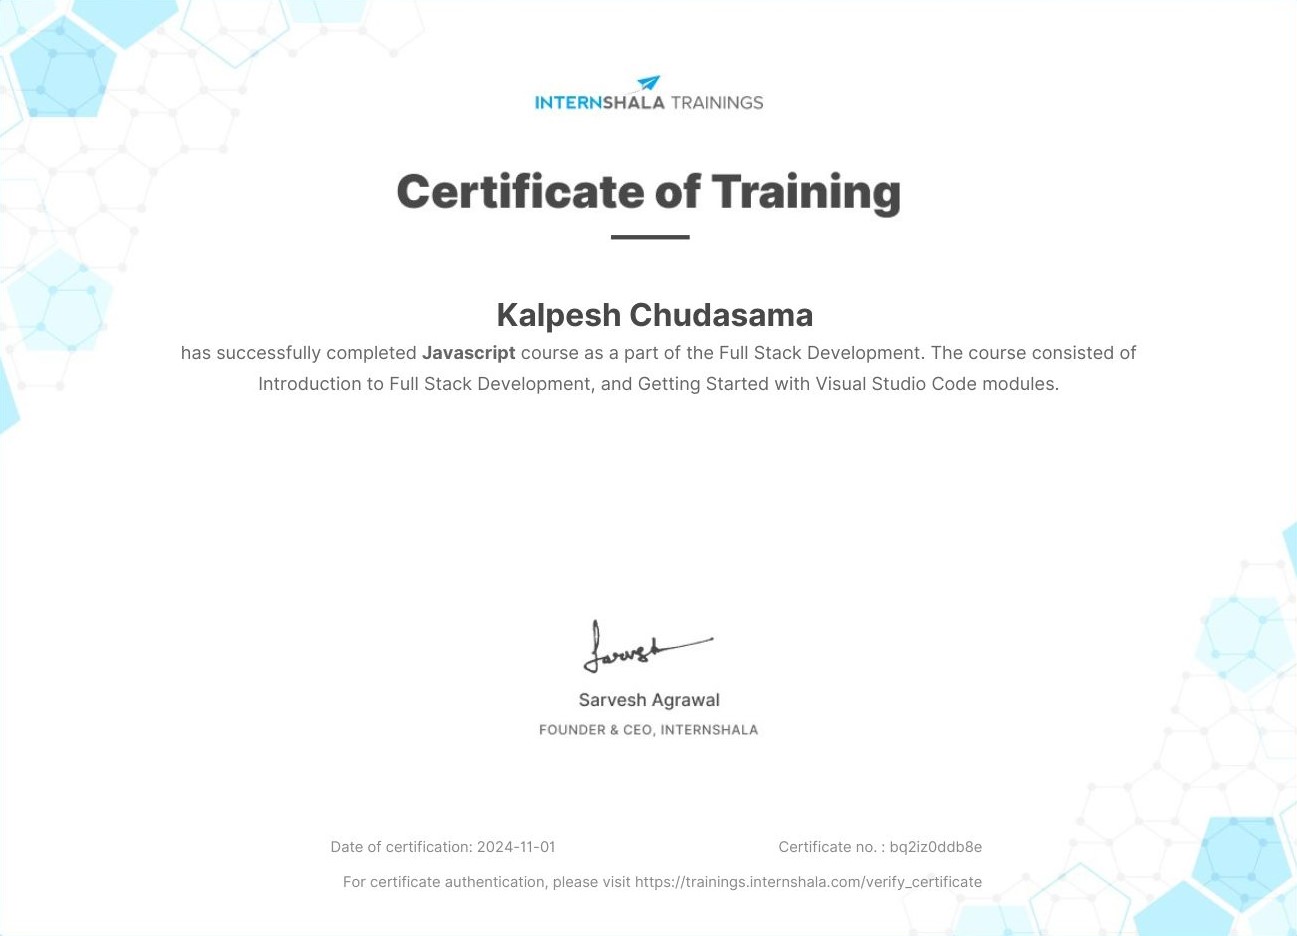 INTERNSHALA TRAININGS
Certificate of Training
Kalpesh Chudasama
has successfully completed Javascript course as a part of the Full Stack Development. The course consisted of
Introduction to Full Stack Development, and Getting Started with Visual Studio Code modules.
Sarvesh
Sarvesh Agrawal
FOUNDER & CEO, INTERNSHALA
Date of certification: 2024-11-01
Certificate no. : bq2iz0ddb8e
For certificate authentication, please visit https://trainings.internshala.com/verify_certificate